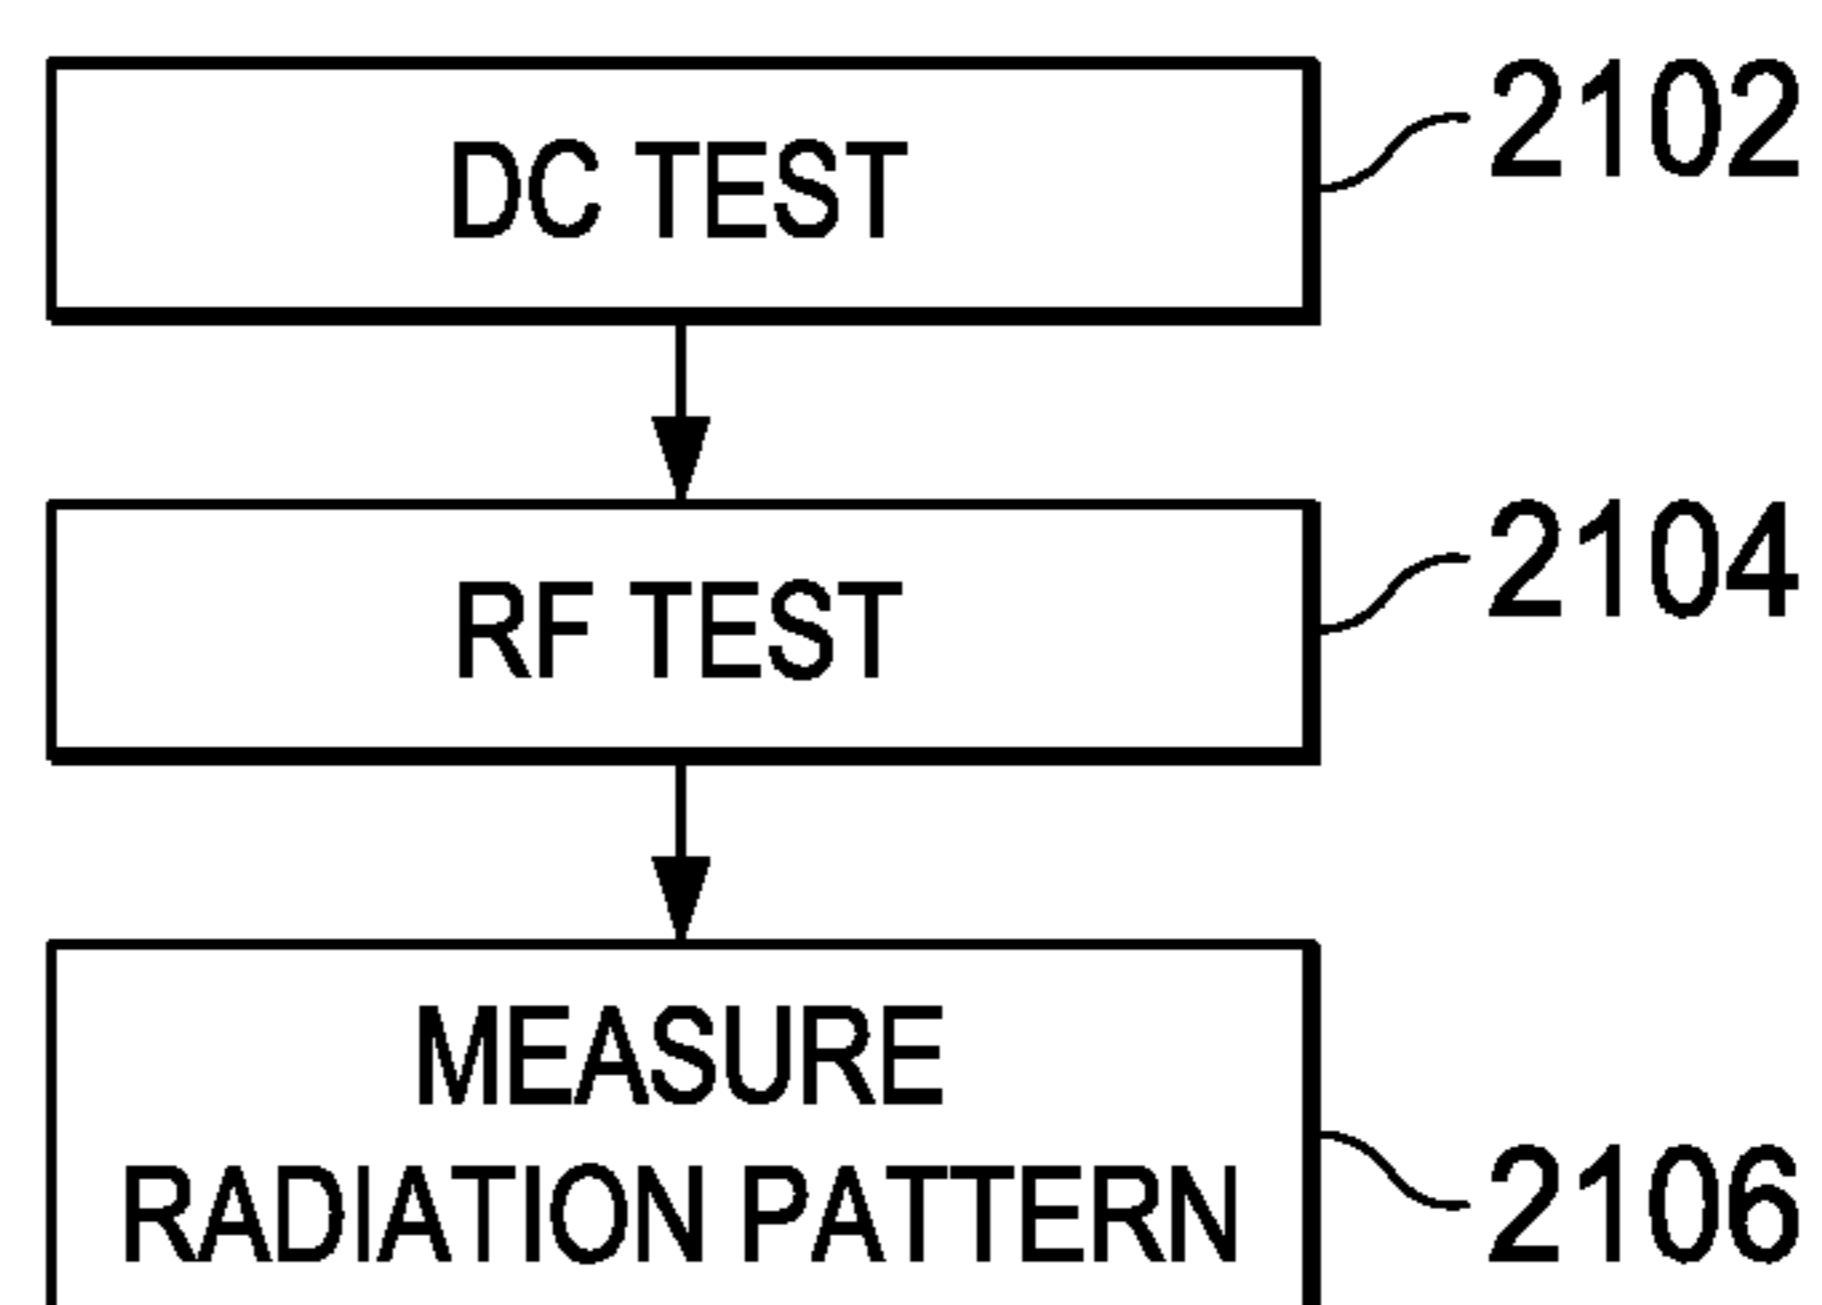 DC TEST
2102
RF TEST
2104
MEASURE
RADIATION PATTERN
2106